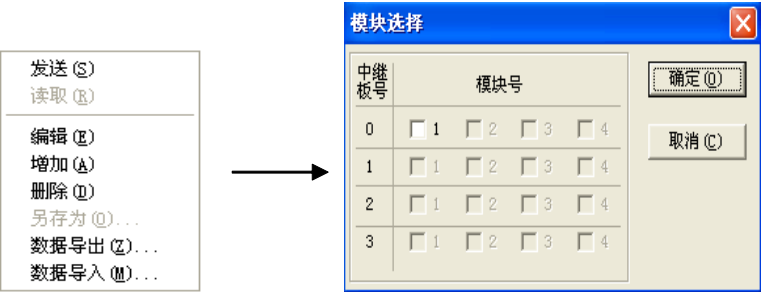 发送(S)
读取(R)
编辑(E)
增加(A)
删除(D)
另存为(O)...
数据导出(Z)...
数据导入(M)...
模块选择
中继板号
模块号
0 1 2 3 4
1 1 2 3 4
2 1 2 3 4
3 1 2 3 4
确定(O)
取消(C)